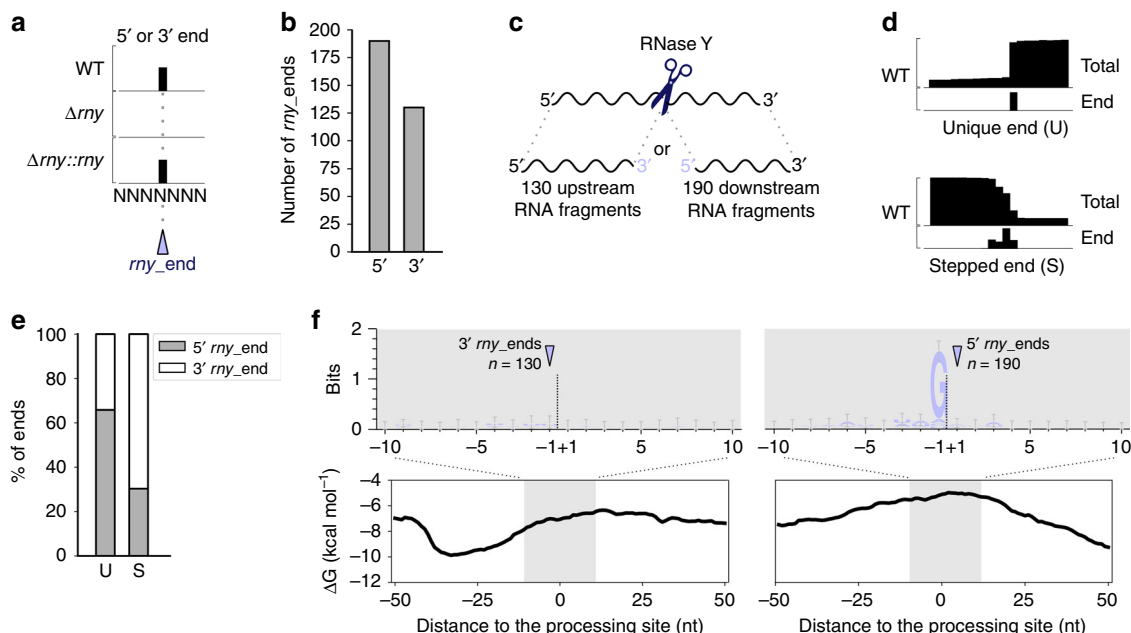 a
5′ or 3′ end
WT
Δrny
Δrny::rny
NNNNNNN
rny_end
b
Number of rny_ends
200
175
150
125
100
75
50
25
0
5′ 3′
c
RNase Y
5′ 3′
or
5′ 3′ 5′ 3′
130 upstream
RNA fragments
190 downstream
RNA fragments
d
WT
Total
End
Unique end (U)
WT
Total
End
Stepped end (S)
e
% of ends
100
80
60
40
20
0
U S
5′ rny_end
3′ rny_end
f
Bits
2
1
0
3′ rny_ends
n = 130
−10 −5 −1+1 5 10
5′ rny_ends
n = 190
G
−10 −5 −1+1 5 10
ΔG (kcal mol−1)
−4
−6
−8
−10
−12
−50 −25 0 25 50
Distance to the processing site (nt)
−50 −25 0 25 50
Distance to the processing site (nt)